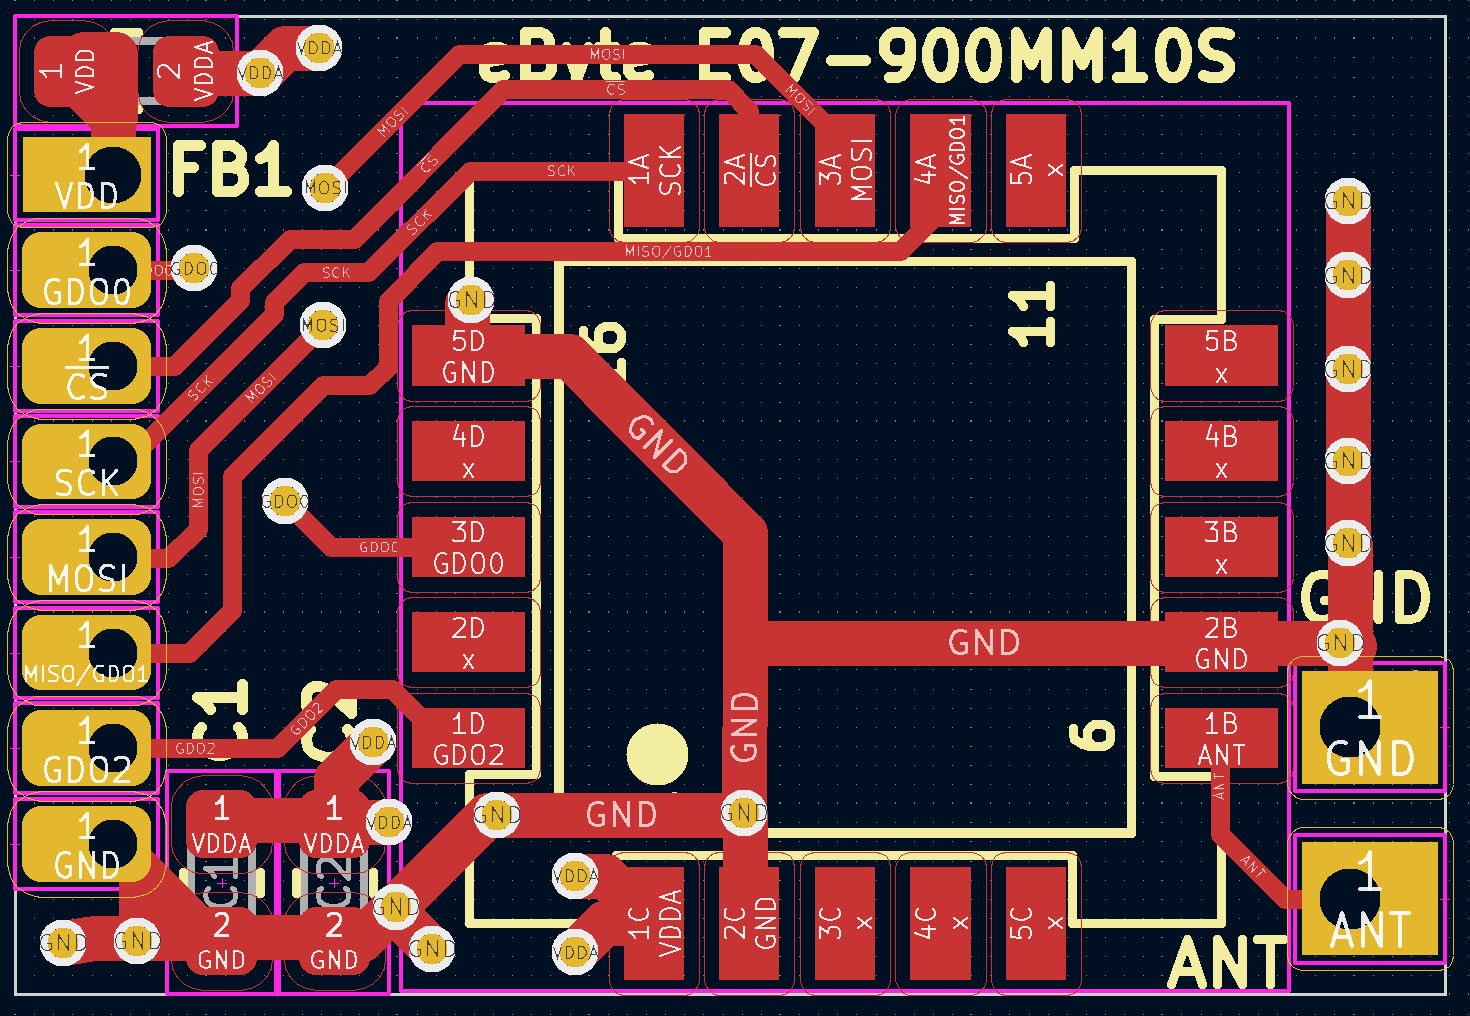 eByte E07-900MM10S
1
VDD
2
VDDA
VDDA
VDDA
MOSI
CS
MOSI
1
VDD
FB1
MOSI
MOSI
CS
SCK
SCK
1A
SCK
2A
CS
3A
MOSI
4A
MISO/GDO1
5A
x
GND
1
GDO0
GDO0
SCK
MISO/GDO1
GND
GND
11
MOSI
5D
GND
5B
x
1
CS
SCK
MOSI
GND
GND
4D
x
4B
x
GND
1
SCK
MOSI
GDO0
GDO0
3D
GDO0
3B
x
GND
1
MOSI
GND
2D
x
GND
2B
GND
GND
1
MISO/GDO1
C1
GDO2
GDO2
VDDA
1D
GDO2
GND
6
1B
ANT
1
GND
1
GDO2
ANT
1
VDDA
1
VDDA
VDDA
GND
GND
GND
1
GND
C1
C2
ANT
VDDA
1
ANT
GND
GND
2
GND
2
GND
GND
GND
VDDA
1C
VDDA
2C
GND
3C
x
4C
x
5C
x
ANT